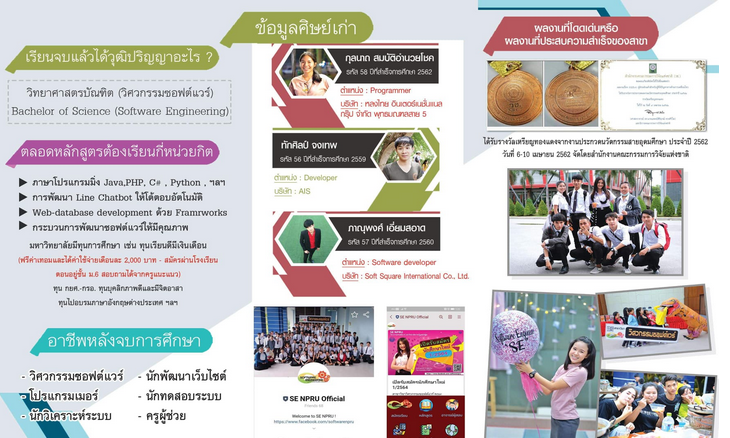 เรียนจบแล้วได้วุฒิปริญญาอะไร ?
วิทยาศาสตรบัณฑิต (วิศวกรรมซอฟต์แวร์)
Bachelor of Science (Software Engineering)
ตลอดหลักสูตรต้องเรียนกี่หน่วยกิต
ภาษาโปรแกรมมิ่ง Java,PHP, C# , Python , ฯลฯ
การพัฒนา Line Chatbot ให้โต้ตอบอัตโนมัติ
Web-database development ด้วย Framrworks
กระบวนการพัฒนาซอฟต์แวร์ให้มีคุณภาพ
มหาวิทยาลัยมีทุนการศึกษา เช่น ทุนเรียนดีมีเงินเดือน
(ฟรีค่าเทอมและได้ค่าใช้จ่ายเดือนละ 2,000 บาท - สมัครผ่านโรงเรียน
ตอนอยู่ชั้น ม.6 สอบถามได้จากครูแนะแนว)
ทุน กยศ.-กรอ. ทุนบุคลิกภาพดีและมีจิตอาสา
ทุนไปอบรมภาษาอังกฤษต่างประเทศ ฯลฯ
อาชีพหลังจบการศึกษา
- วิศวกรรมซอฟต์แวร์
- โปรแกรมเมอร์
- นักวิเคราะห์ระบบ
- นักพัฒนาเว็บไซต์
- นักทดสอบระบบ
- ครูผู้ช่วย
ข้อมูลศิษย์เก่า
กุลนาถ สมบัติอำนวยโชค
รหัส 58 ปีที่สำเร็จการศึกษา 2562
ตำแหน่ง : Programmer
บริษัท : หลงไถ่ อินเตอร์เนชั่นแนล
กรุ๊ป จำกัด พุทธมณฑลสาย 5
ทักศิลป์ จงเทพ
รหัส 56 ปีที่สำเร็จการศึกษา 2559
ตำแหน่ง : Developer
บริษัท : AIS
ภาณุพงศ์ เอี่ยมสอาด
รหัส 57 ปีที่สำเร็จการศึกษา 2560
ตำแหน่ง : Software developer
บริษัท : Soft Square International Co., Ltd.
SE NPRU Official
Welcome to SE NPRU !
https://www.facebook.com/softwarenpru
SE NPRU Official
เปิดรับสมัครนักศึกษาใหม่
1/2564
ผลงานที่โดดเด่นหรือ
ผลงานที่ประสบความสำเร็จของสาขา
ได้รับรางวัลเหรียญทองแดงจากงานประกวดนวัตกรรมสายอุดมศึกษา ประจำปี 2562
วันที่ 6-10 เมษายน 2562 จัดโดยสำนักงานคณะกรรมการวิจัยแห่งชาติ
SE
วิศวกรรมซอฟต์แวร์